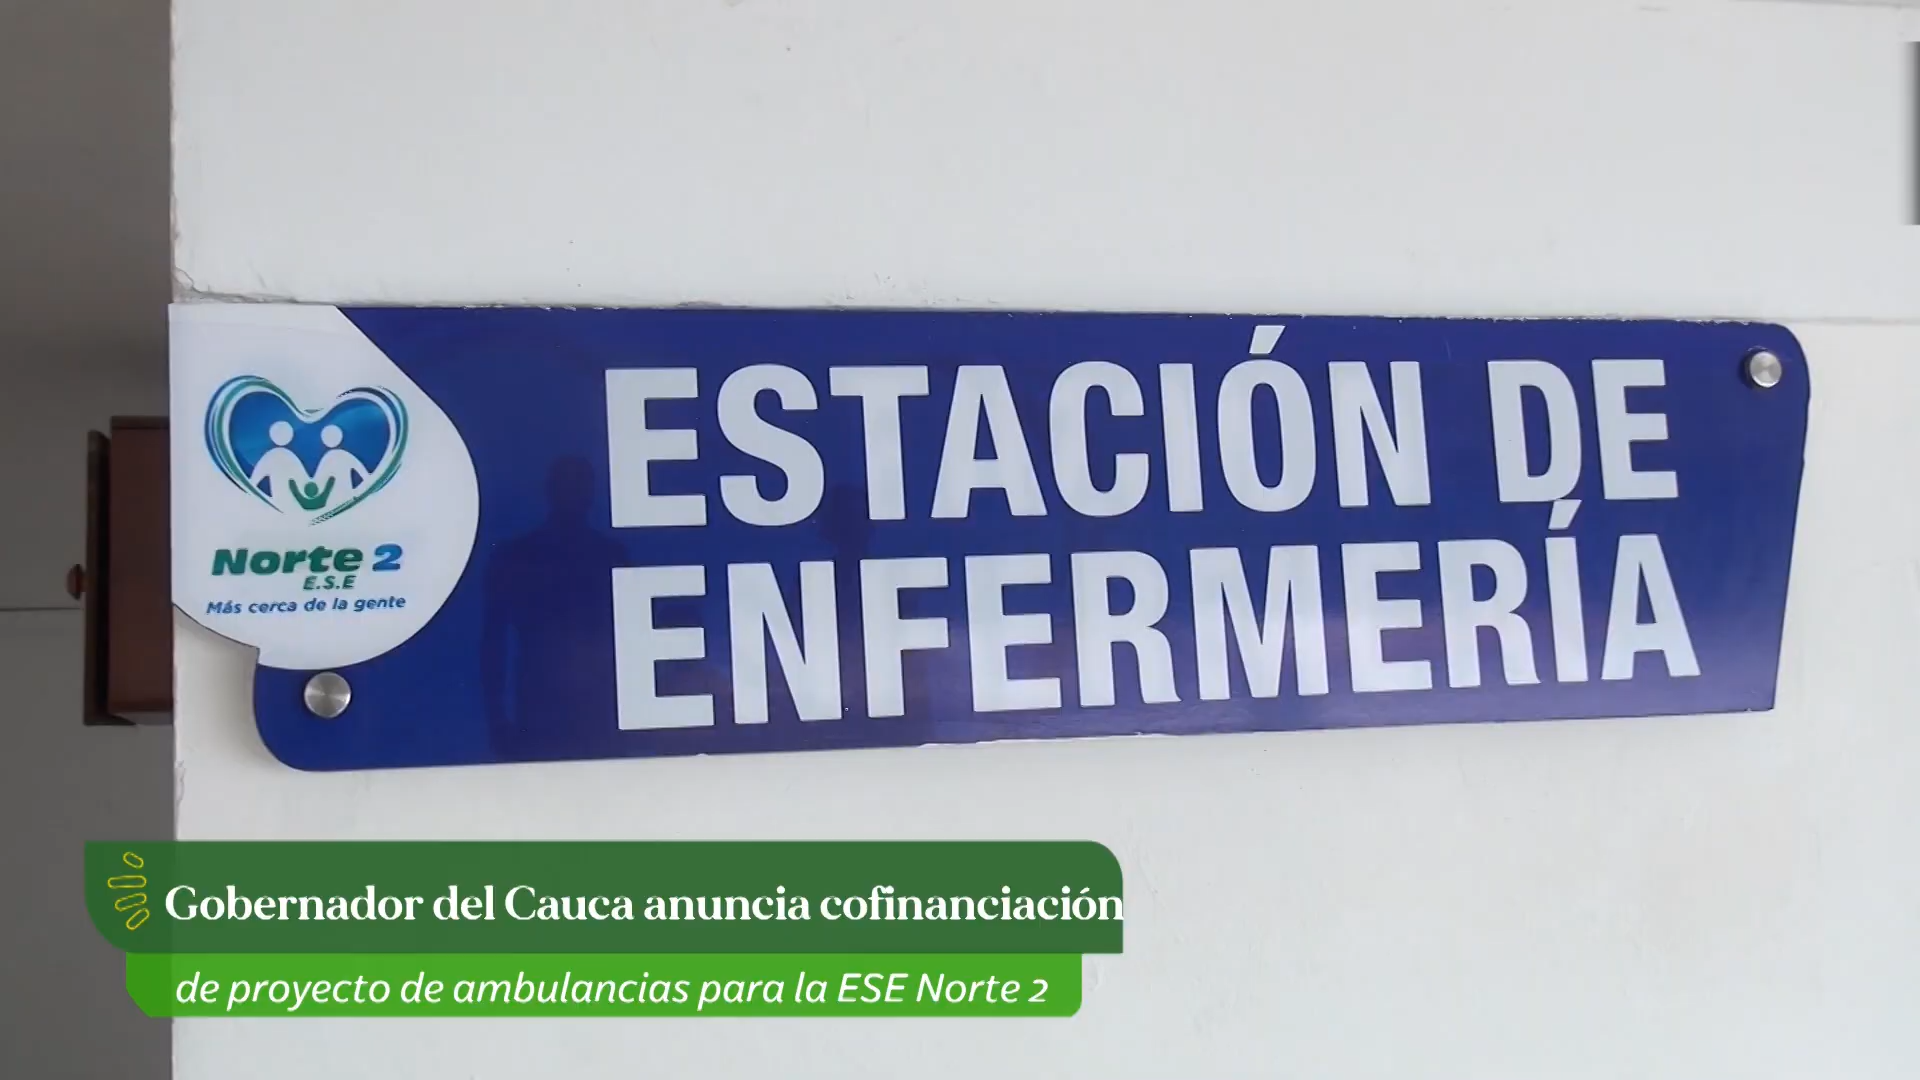 ESTACIÓN DE
ENFERMERÍA
Norte 2
E.S.E
Más cerca de la gente
Gobernador del Cauca anuncia cofinanciación
de proyecto de ambulancias para la ESE Norte 2